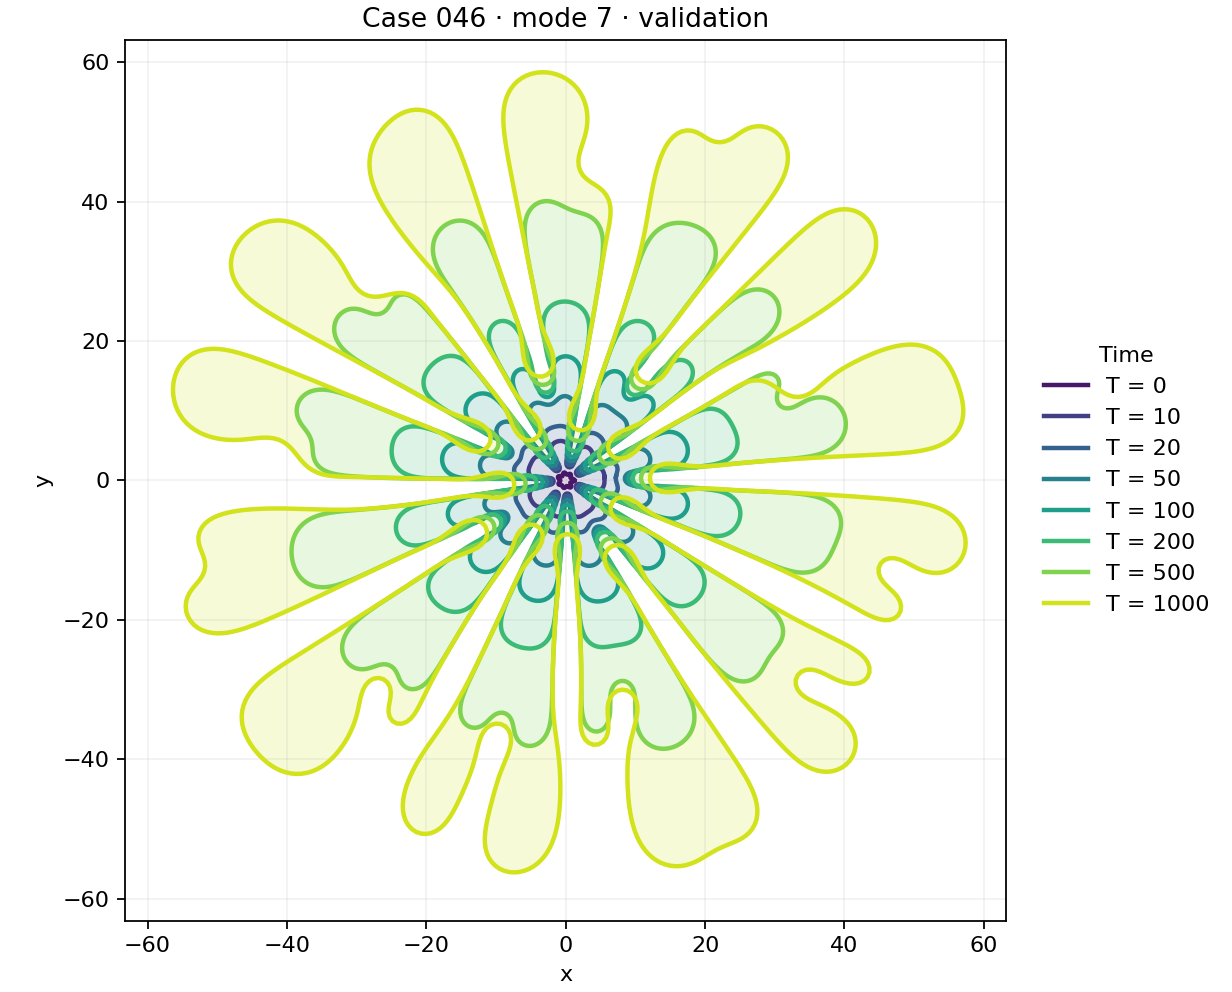 Case 046 · mode 7 · validation
60
40
20
0
−20
−40
−60
y
−60 −40 −20 0 20 40 60
x
Time
T = 0
T = 10
T = 20
T = 50
T = 100
T = 200
T = 500
T = 1000